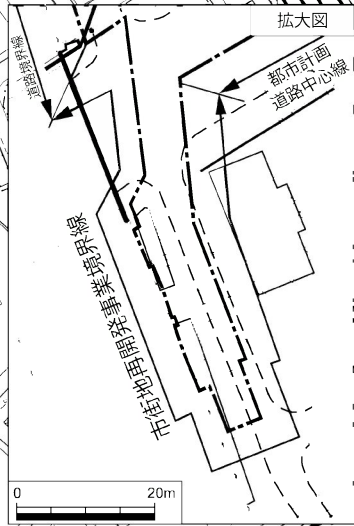 拡大図
道路境界線
都市計画
道路中心線
市街地再開発事業境界線
0 20m